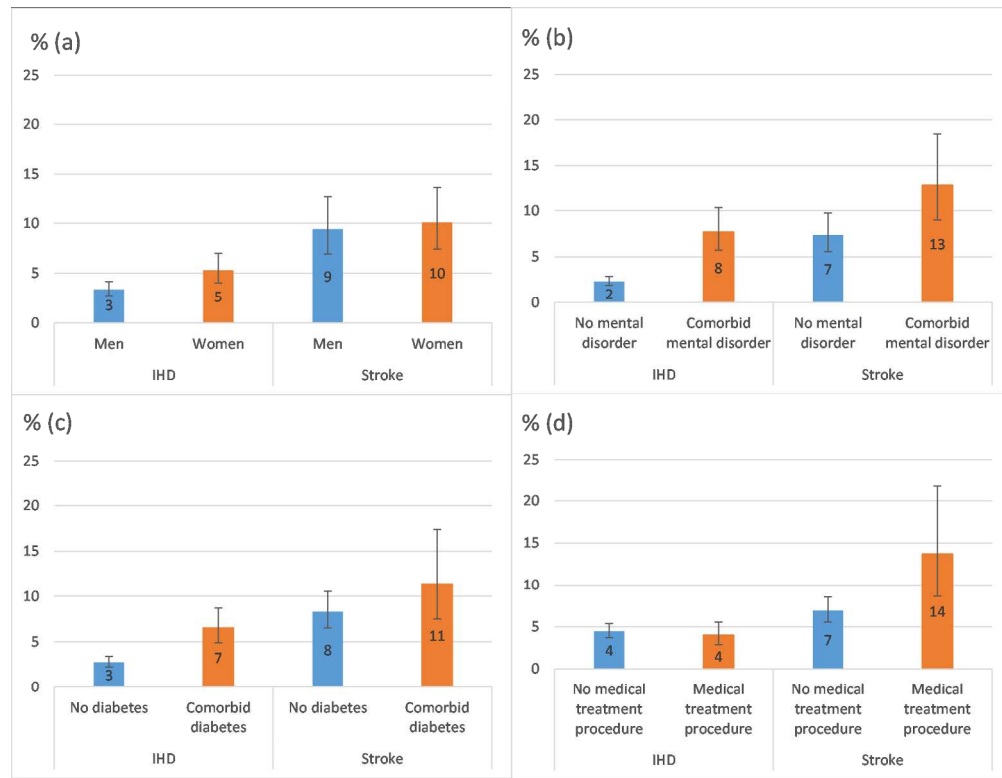 % (a)
25
20
15
10
5
0
3
5
9
10
Men
Women
Men
Women
IHD
Stroke
% (b)
25
20
15
10
5
0
2
8
7
13
No mental
disorder
Comorbid
mental disorder
No mental
disorder
Comorbid
mental disorder
IHD
Stroke
% (c)
25
20
15
10
5
0
3
7
8
11
No diabetes
Comorbid
diabetes
No diabetes
Comorbid
diabetes
IHD
Stroke
% (d)
25
20
15
10
5
0
4
4
7
14
No medical
treatment
procedure
Medical
treatment
procedure
No medical
treatment
procedure
Medical
treatment
procedure
IHD
Stroke